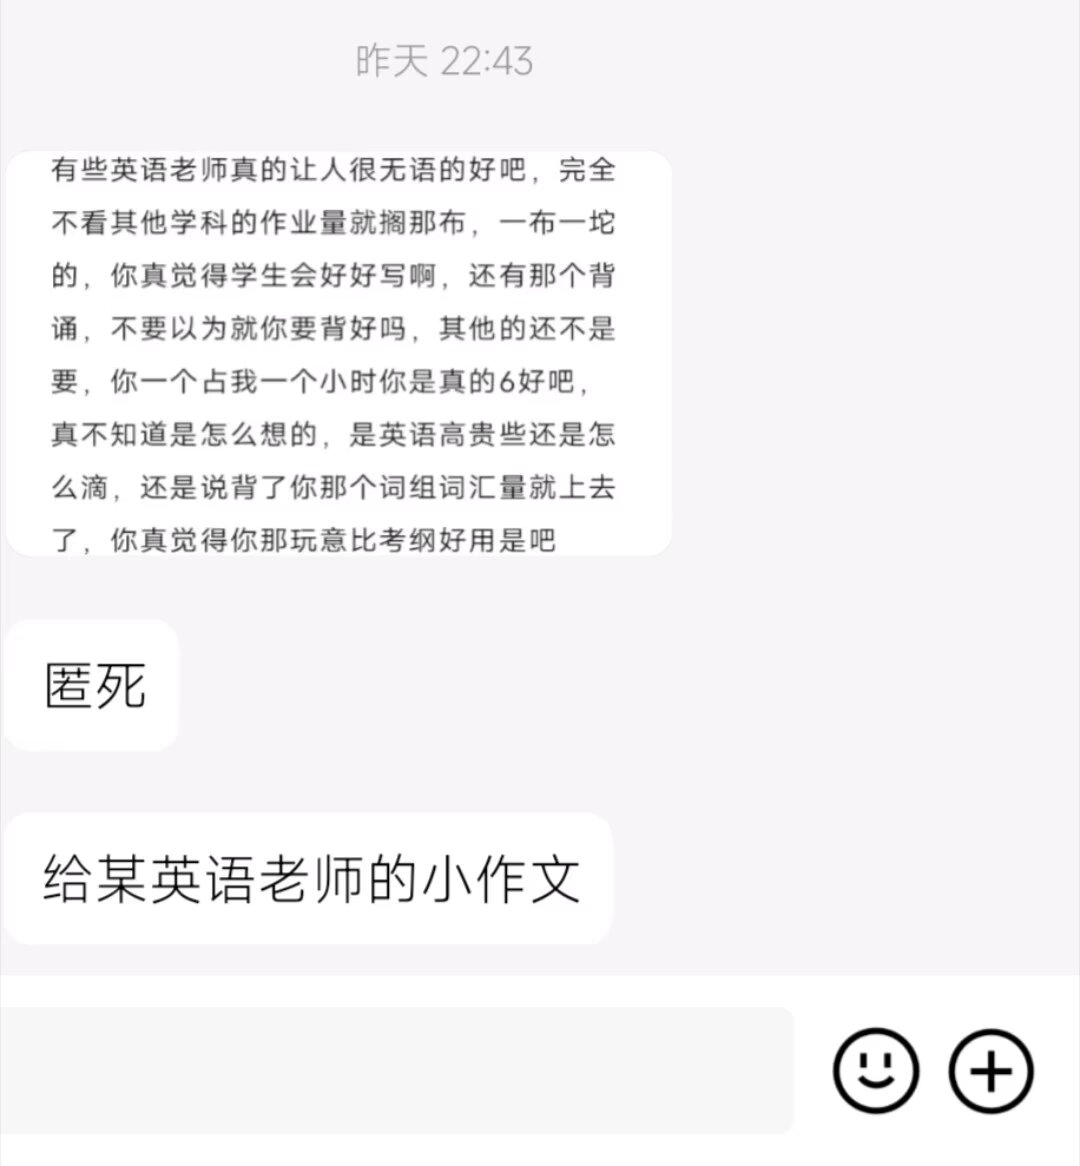 昨天 22:43
有些英语老师真的让人很无语的好吧，完全
不看其他学科的作业量就搁那布，一布一坨
的，你真觉得学生会好好写啊，还有那个背
诵，不要以为就你要背好吗，其他的还不是
要，你一个占我一个小时你是真的6好吧，
真不知道是怎么想的，是英语高贵些还是怎
么滴，还是说背了你那个词组词汇量就上去
了，你真觉得你那玩意比考纲好用是吧
匿死
给某英语老师的小作文